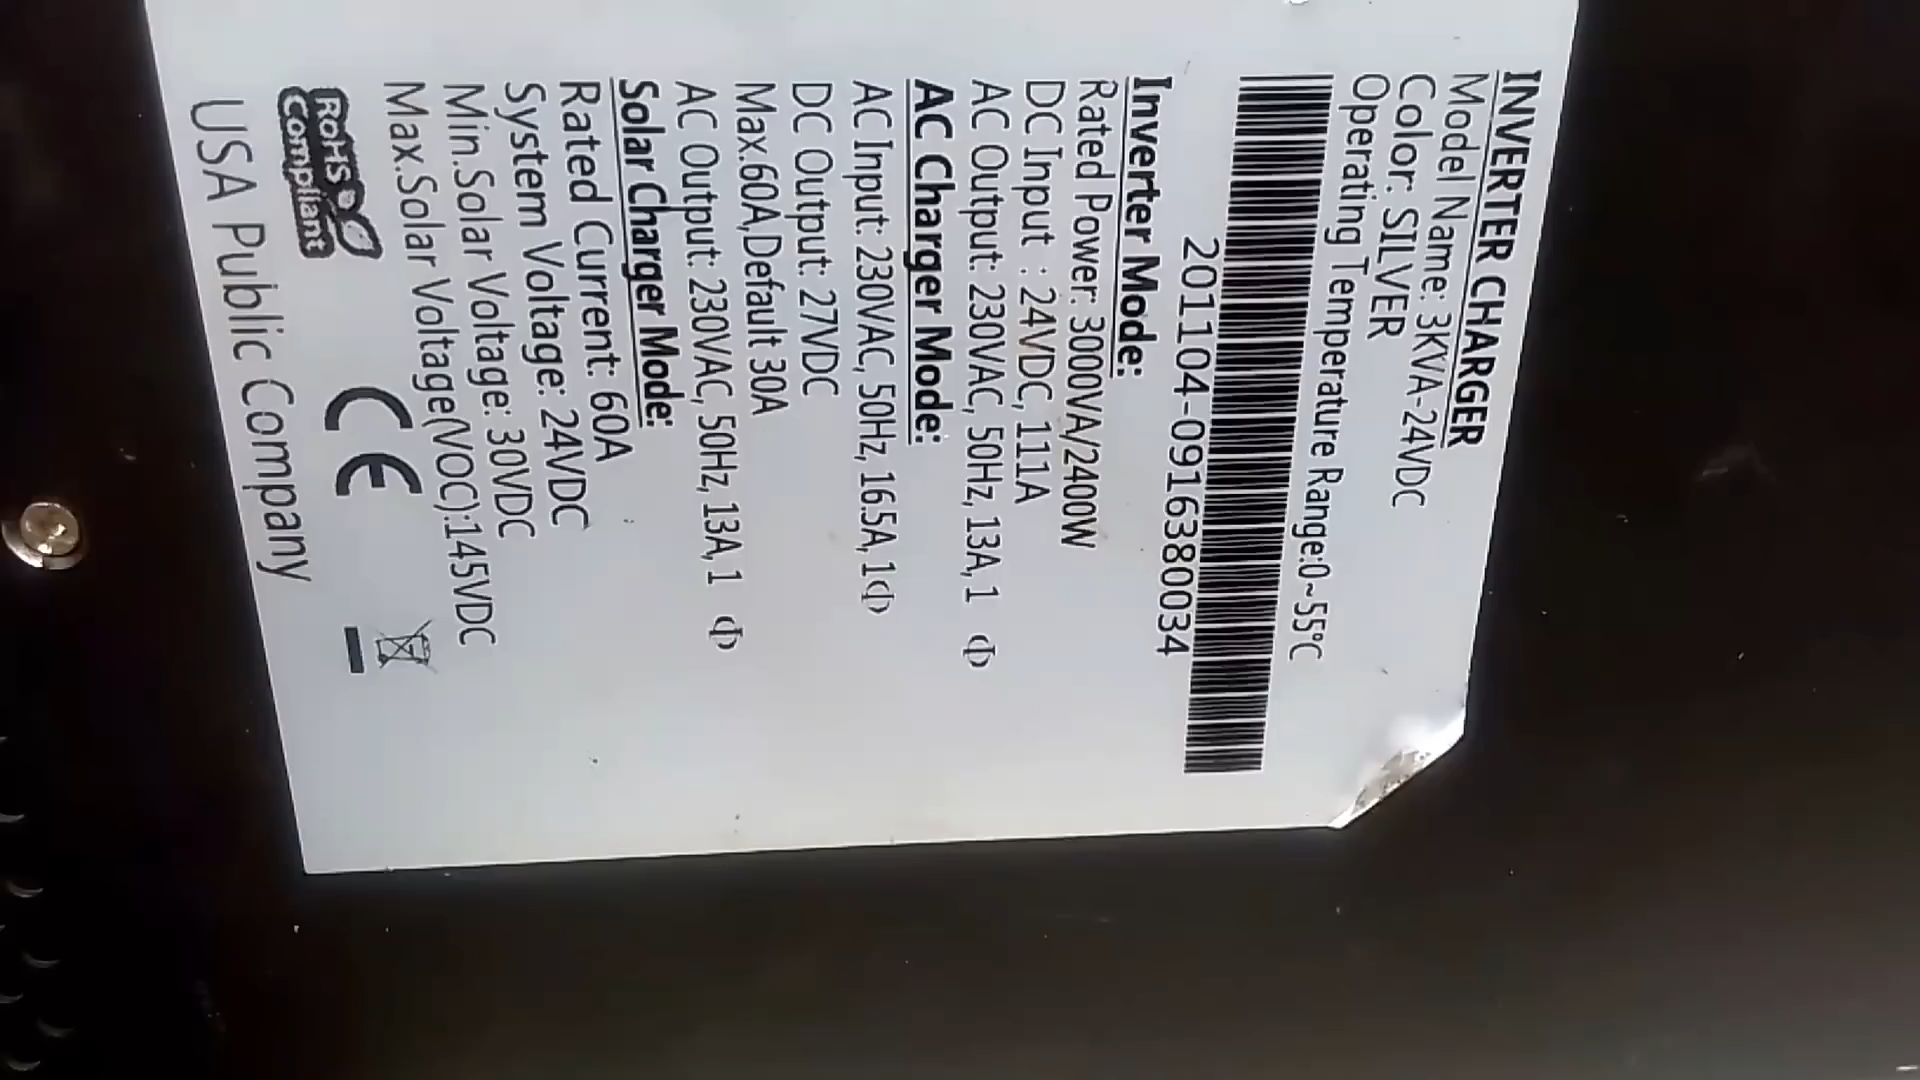 INVERTER CHARGER
Model Name: 3KVA-24VDC
Color: SILVER
Operating Temperature Range:0~55°C
201104-09163800034
Inverter Mode:
Rated Power: 3000VA/2400W
DC Input : 24VDC, 111A
AC Output: 230VAC, 50Hz, 13A, 1 Φ
AC Charger Mode:
AC Input: 230VAC, 50Hz, 16.5A, 1Φ
DC Output: 27VDC
Max.60A,Default 30A
AC Output: 230VAC, 50Hz, 13A, 1 Φ
Solar Charger Mode:
Rated Current: 60A
System Voltage: 24VDC
Min.Solar Voltage: 30VDC
Max.Solar Voltage(VOC):145VDC
RoHS
Compliant
CE
USA Public Company